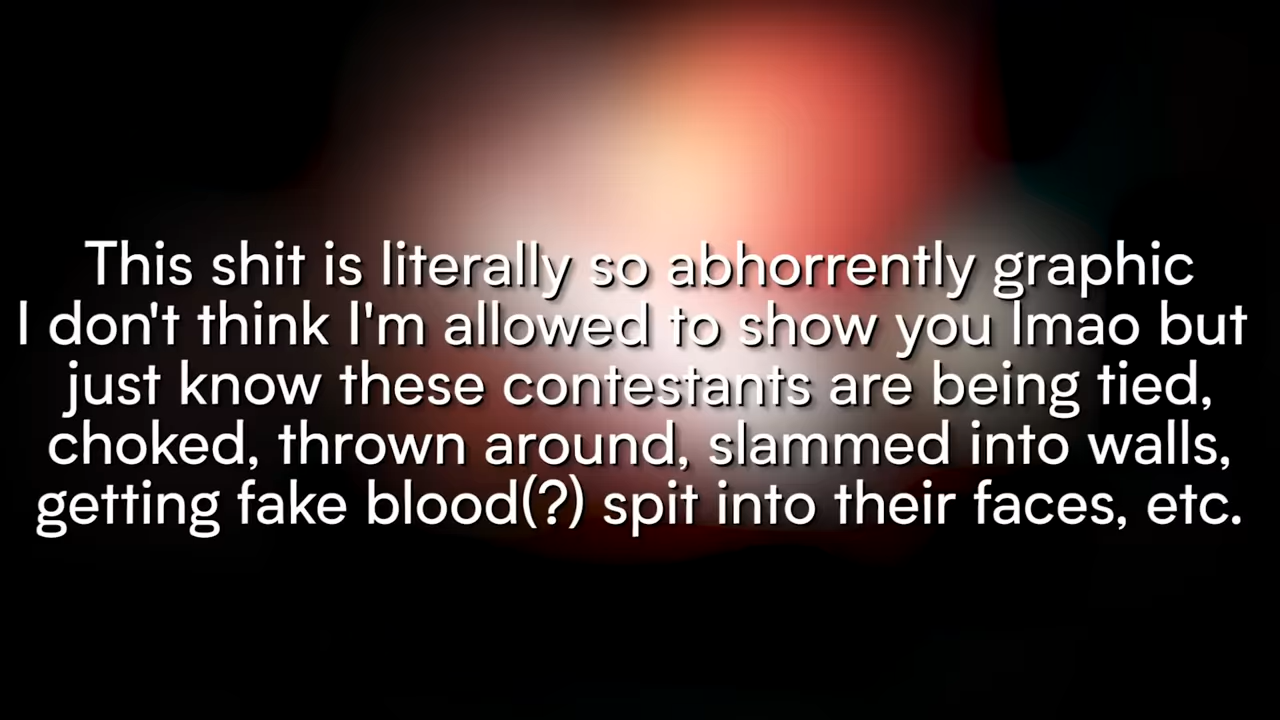 This shit is literally so abhorrently graphic
I don't think I'm allowed to show you lmao but
just know these contestants are being tied,
choked, thrown around, slammed into walls,
getting fake blood(?) spit into their faces, etc.